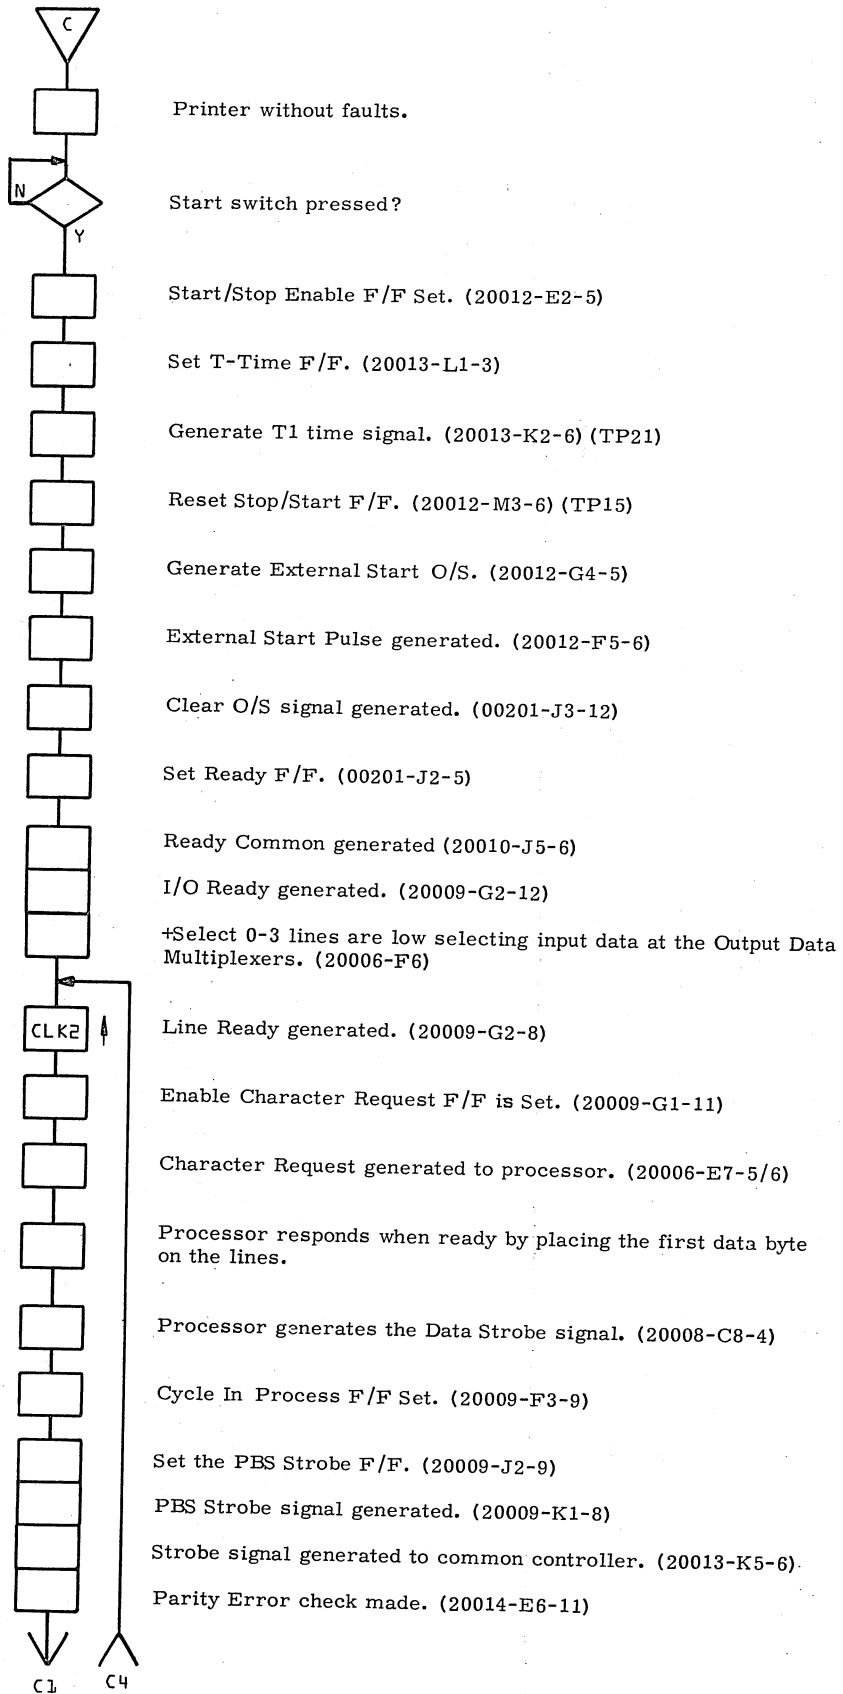 C
Printer without faults.
N
Start switch pressed?
Y
Start/Stop Enable F/F Set. (20012-E2-5)
Set T-Time F/F. (20013-L1-3)
Generate T1 time signal. (20013-K2-6) (TP21)
Reset Stop/Start F/F. (20012-M3-6) (TP15)
Generate External Start O/S. (20012-G4-5)
External Start Pulse generated. (20012-F5-6)
Clear O/S signal generated. (00201-J3-12)
Set Ready F/F. (00201-J2-5)
Ready Common generated (20010-J5-6)
I/O Ready generated. (20009-G2-12)
+Select 0-3 lines are low selecting input data at the Output Data
Multiplexers. (20006-F6)
CLK2
Line Ready generated. (20009-G2-8)
Enable Character Request F/F is Set. (20009-G1-11)
Character Request generated to processor. (20006-E7-5/6)
Processor responds when ready by placing the first data byte
on the lines.
Processor generates the Data Strobe signal. (20008-C8-4)
Cycle In Process F/F Set. (20009-F3-9)
Set the PBS Strobe F/F. (20009-J2-9)
PBS Strobe signal generated. (20009-K1-8)
Strobe signal generated to common controller. (20013-K5-6)
Parity Error check made. (20014-E6-11)
C1
C4